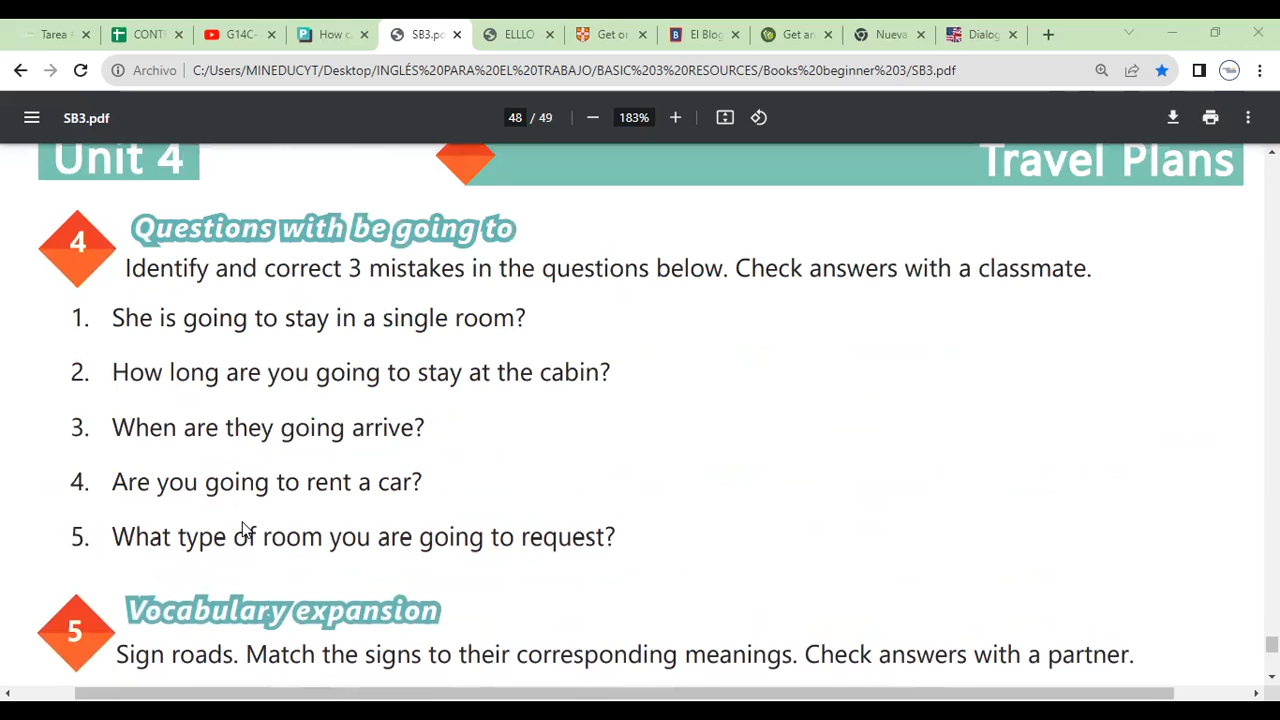 Tarea
CONT
G14C-
How c
SB3.pc
ELLLO
Get or
El Blog
Get an
Nueva
Dialog
Archivo
C:/Users/MINEDUCYT/Desktop/INGLÉS%20PARA%20EL%20TRABAJO/BASIC%203%20RESOURCES/Books%20beginner%203/SB3.pdf
SB3.pdf
48 / 49
183%
Unit 4
Travel Plans
4
Questions with be going to
Identify and correct 3 mistakes in the questions below. Check answers with a classmate.
1. She is going to stay in a single room?
2. How long are you going to stay at the cabin?
3. When are they going arrive?
4. Are you going to rent a car?
5. What type of room you are going to request?
5
Vocabulary expansion
Sign roads. Match the signs to their corresponding meanings. Check answers with a partner.